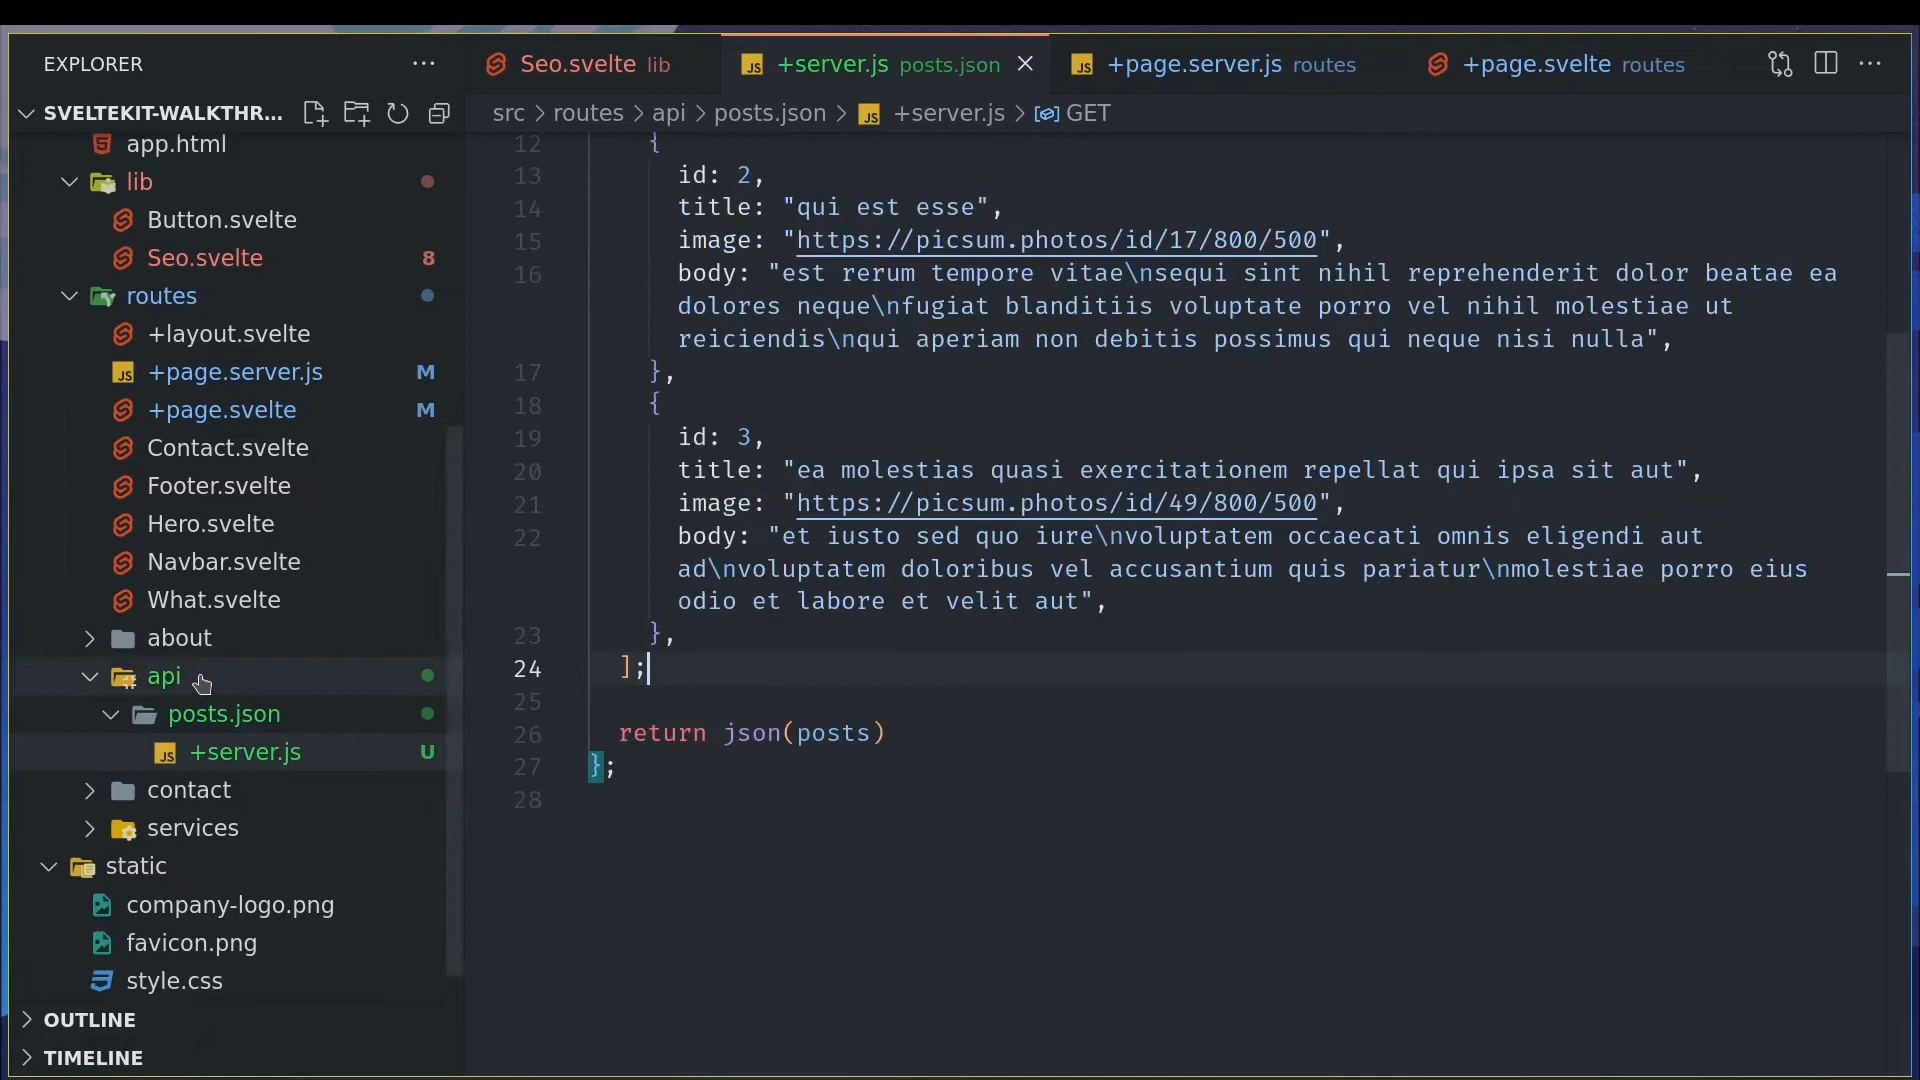 EXPLORER
SVELTEKIT-WALKTHR...
app.html
lib
Button.svelte
Seo.svelte 8
routes
+layout.svelte
+page.server.js M
+page.svelte M
Contact.svelte
Footer.svelte
Hero.svelte
Navbar.svelte
What.svelte
about
api
posts.json
+server.js U
contact
services
static
company-logo.png
favicon.png
style.css
OUTLINE
TIMELINE
Seo.svelte lib
JS +server.js posts.json
JS +page.server.js routes
+page.svelte routes
src > routes > api > posts.json > JS +server.js > GET
12 {
13 id: 2,
14 title: "qui est esse",
15 image: "https://picsum.photos/id/17/800/500",
16 body: "est rerum tempore vitae\nsequi sint nihil reprehenderit dolor beatae ea
dolores neque\nfugiat blanditiis voluptate porro vel nihil molestiae ut
reiciendis\nqui aperiam non debitis possimus qui neque nisi nulla",
17 },
18 {
19 id: 3,
20 title: "ea molestias quasi exercitationem repellat qui ipsa sit aut",
21 image: "https://picsum.photos/id/49/800/500",
22 body: "et iusto sed quo iure\nvoluptatem occaecati omnis eligendi aut
ad\nvoluptatem doloribus vel accusantium quis pariatur\nmolestiae porro eius
odio et labore et velit aut",
23 },
24 ];
25
26 return json(posts)
27 };
28